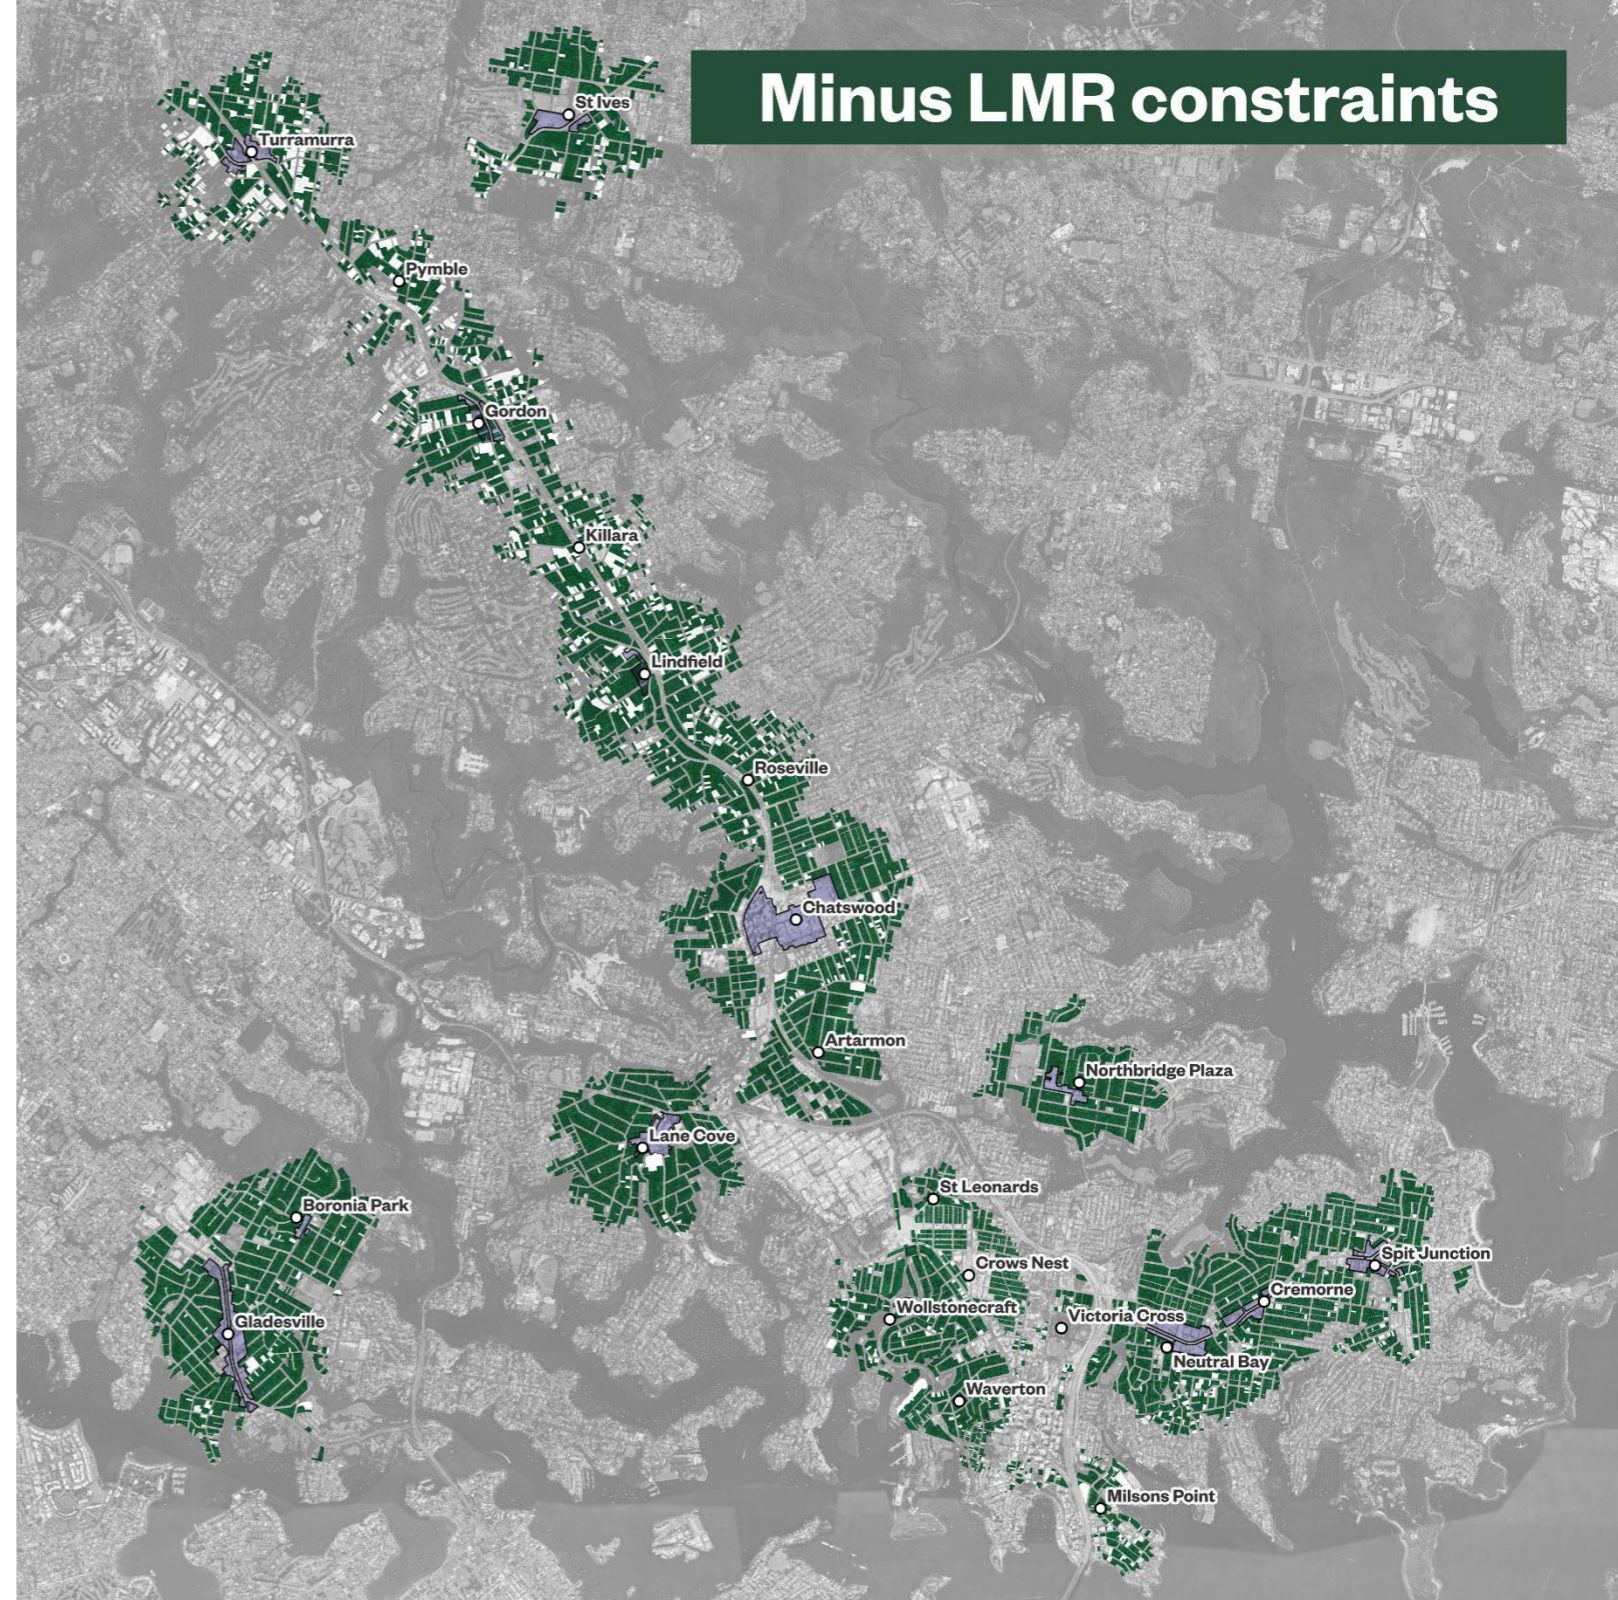 Minus LMR constraints
St Ives
Turramurra
Pymble
Gordon
Killara
Lindfield
Roseville
Chatswood
Artarmon
Northbridge Plaza
Lane Cove
St Leonards
Boronia Park
Spit Junction
Crows Nest
Cremorne
Wollstonecraft
Victoria Cross
Gladesville
Neutral Bay
Waverton
Milsons Point